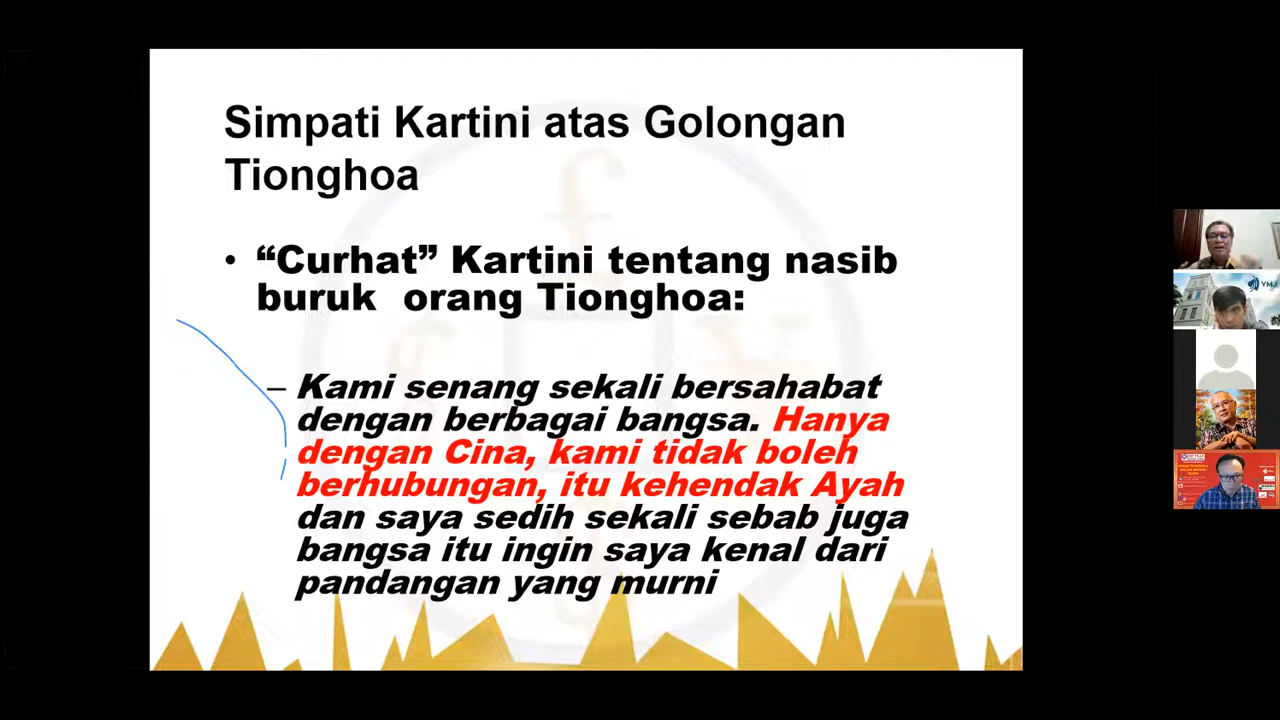 Simpati Kartini atas Golongan
Tionghoa
• “Curhat” Kartini tentang nasib
buruk orang Tionghoa:
– Kami senang sekali bersahabat
dengan berbagai bangsa. Hanya
dengan Cina, kami tidak boleh
berhubungan, itu kehendak Ayah
dan saya sedih sekali sebab juga
bangsa itu ingin saya kenal dari
pandangan yang murni
YMJ